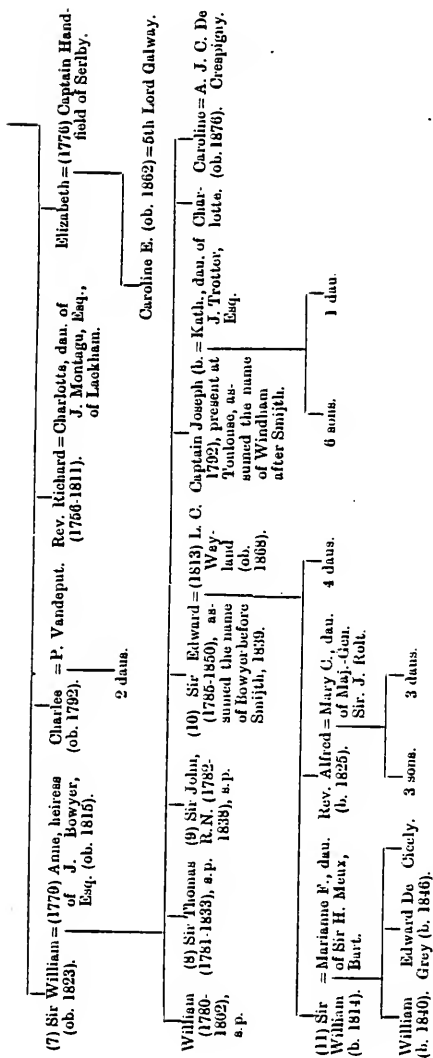 (7) Sir William = (1770) Anne, heiress
(ob. 1823). of J. Bowyer,
Esq. (ob. 1815).
Charles = P. Vandeput.
(ob. 1792).
2 daus.
Rev. Richard = Charlotte, dau. of
(1756-1811). J. Montagu, Esq.,
of Lackham.
Elizabeth = (1776) Captain Hand-
field of Serlby.
Caroline E. (ob. 1862) = 5th Lord Galway.
William
(1780-
1802),
s.p.
(8) Sir Thomas
(1781-1833), s.p.
(9) Sir John,
R.N. (1782-
1838), s.p.
(10) Sir Edward = (1813) L. C.
(1785-1850), as- Way-
sumed the name land
of Bowyer before (ob.
Smijth, 1839. 1868).
Captain Joseph (b. = Kath., dau. of
1792), present at J. Trotter,
Toulouse, as- Esq.
sumed the name
of Windham
after Smijth.
Char-
lotte.
Caroline = A. J. C. De
(ob. 1876). Crespigny.
6 sons.
1 dau.
(11) Sir = Marianne F., dau.
William of Sir H. Meux,
(b. 1814). Bart.
Rev. Alfred = Mary C., dau.
(b. 1825). of Maj.-Gen.
Sir. J. Rolt.
4 daus.
William
(b. 1840).
Edward De
Grey (b. 1846).
Cicely.
3 sons.
3 daus.